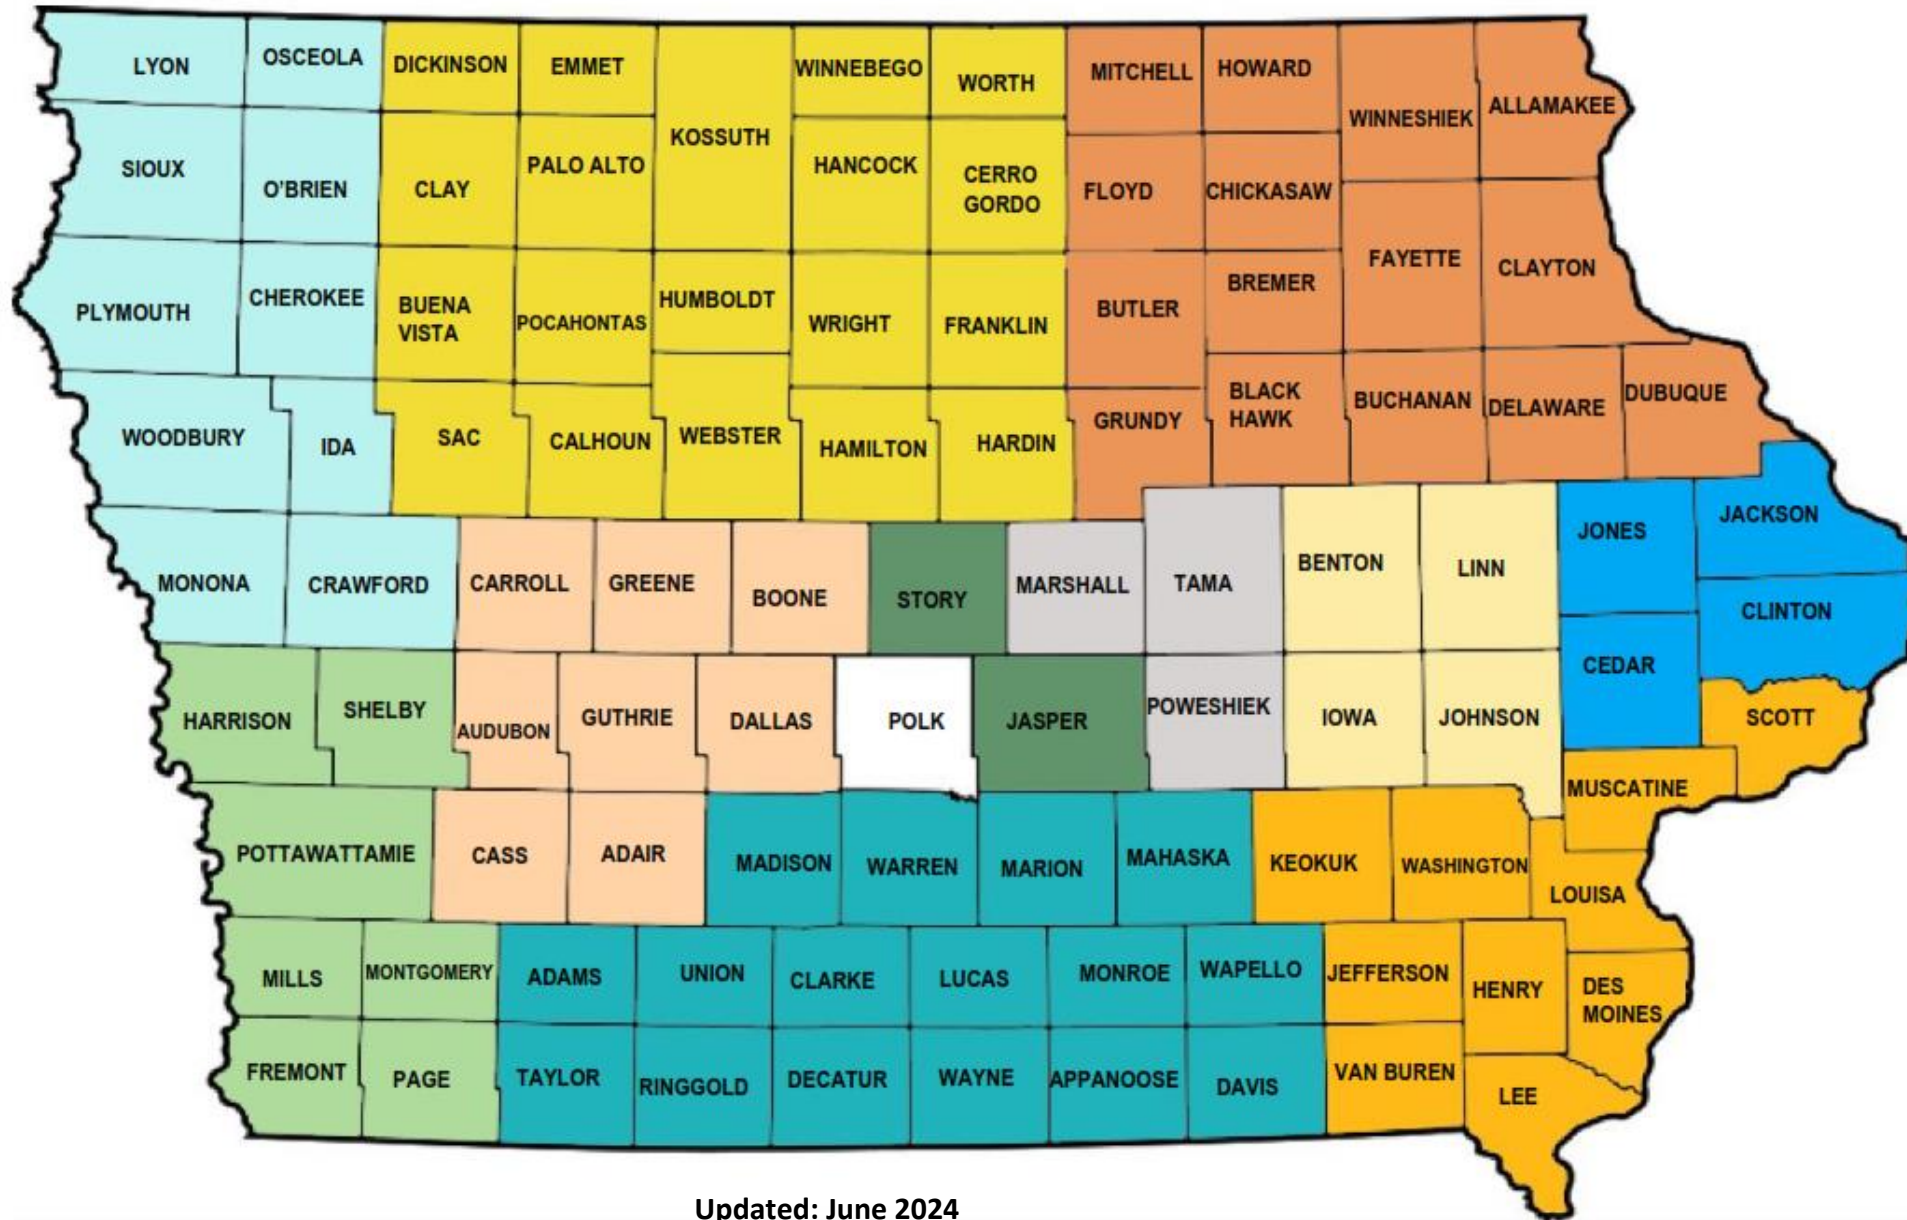 LYON
OSCEOLA
DICKINSON
EMMET
KOSSUTH
WINNEBEGO
WORTH
MITCHELL
HOWARD
WINNESHIEK
ALLAMAKEE
SIOUX
O'BRIEN
CLAY
PALO ALTO
HANCOCK
CERRO
GORDO
FLOYD
CHICKASAW
FAYETTE
CLAYTON
PLYMOUTH
CHEROKEE
BUENA
VISTA
POCAHONTAS
HUMBOLDT
WRIGHT
FRANKLIN
BUTLER
BREMER
WOODBURY
IDA
SAC
CALHOUN
WEBSTER
HAMILTON
HARDIN
GRUNDY
BLACK
HAWK
BUCHANAN
DELAWARE
DUBUQUE
MONONA
CRAWFORD
CARROLL
GREENE
BOONE
STORY
MARSHALL
TAMA
BENTON
LINN
JONES
JACKSON
CLINTON
HARRISON
SHELBY
AUDUBON
GUTHRIE
DALLAS
POLK
JASPER
POWESHIEK
IOWA
JOHNSON
CEDAR
SCOTT
MUSCATINE
POTTAWATTAMIE
CASS
ADAIR
MADISON
WARREN
MARION
MAHASKA
KEOKUK
WASHINGTON
LOUISA
MILLS
MONTGOMERY
ADAMS
UNION
CLARKE
LUCAS
MONROE
WAPELLO
JEFFERSON
HENRY
DES
MOINES
FREMONT
PAGE
TAYLOR
RINGGOLD
DECATUR
WAYNE
APPANOOSE
DAVIS
VAN BUREN
LEE
Updated: June 2024